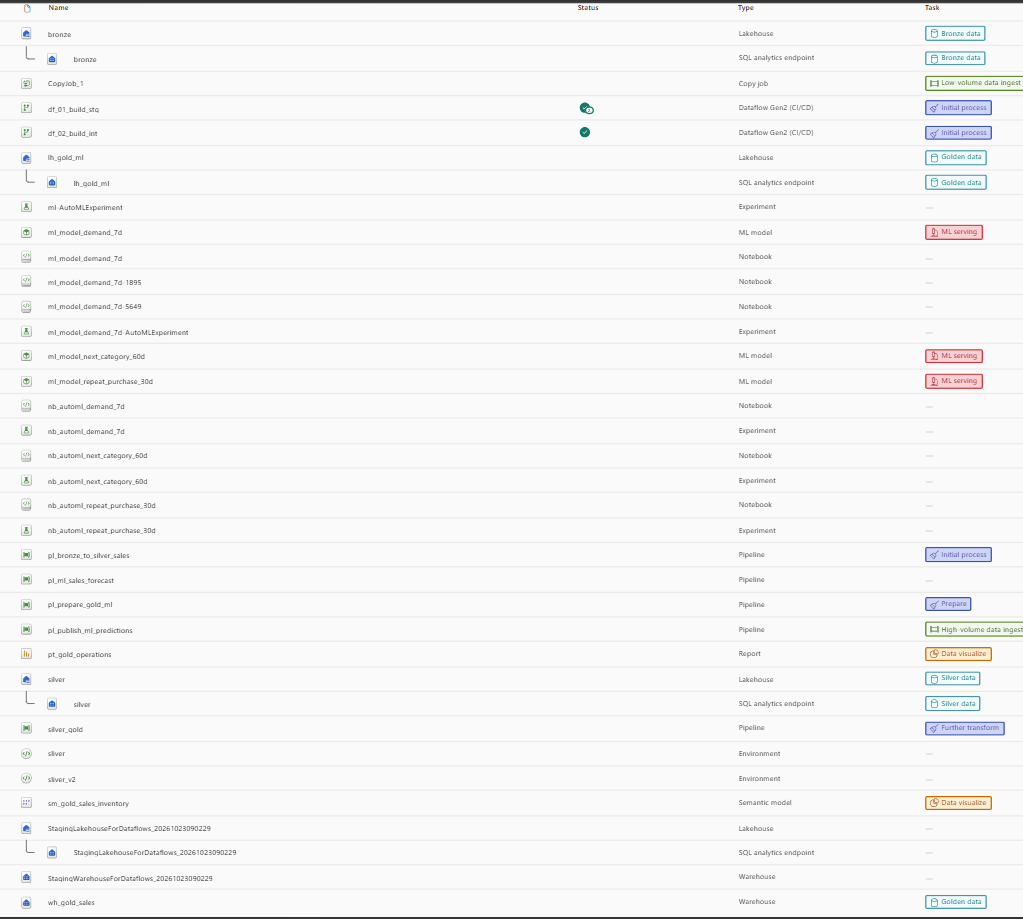 Name Status Type Task
bronze Lakehouse Bronze data
bronze SQL analytics endpoint Bronze data
CopyJob_1 Copy job Low-volume data ingest
df_01_build_stg Dataflow Gen2 (CI/CD) Initial process
df_02_build_int Dataflow Gen2 (CI/CD) Initial process
lh_gold_ml Lakehouse Golden data
lh_gold_ml SQL analytics endpoint Golden data
ml-AutoMLExperiment Experiment —
ml_model_demand_7d ML model ML serving
ml_model_demand_7d Notebook —
ml_model_demand_7d-1895 Notebook —
ml_model_demand_7d-5649 Notebook —
ml_model_demand_7d-AutoMLExperiment Experiment —
ml_model_next_category_60d ML model ML serving
ml_model_repeat_purchase_30d ML model ML serving
nb_automl_demand_7d Notebook —
nb_automl_demand_7d Experiment —
nb_automl_next_category_60d Notebook —
nb_automl_next_category_60d Experiment —
nb_automl_repeat_purchase_30d Notebook —
nb_automl_repeat_purchase_30d Experiment —
pl_bronze_to_silver_sales Pipeline Initial process
pl_ml_sales_forecast Pipeline —
pl_prepare_gold_ml Pipeline Prepare
pl_publish_ml_predictions Pipeline High-volume data ingest
pt_gold_operations Report Data visualize
silver Lakehouse Silver data
silver SQL analytics endpoint Silver data
silver_gold Pipeline Further transform
sliver Environment —
sliver_v2 Environment —
sm_gold_sales_inventory Semantic model Data visualize
StagingLakehouseForDataflows_20261023090229 Lakehouse —
StagingLakehouseForDataflows_20261023090229 SQL analytics endpoint —
StagingWarehouseForDataflows_20261023090229 Warehouse —
wh_gold_sales Warehouse Golden data